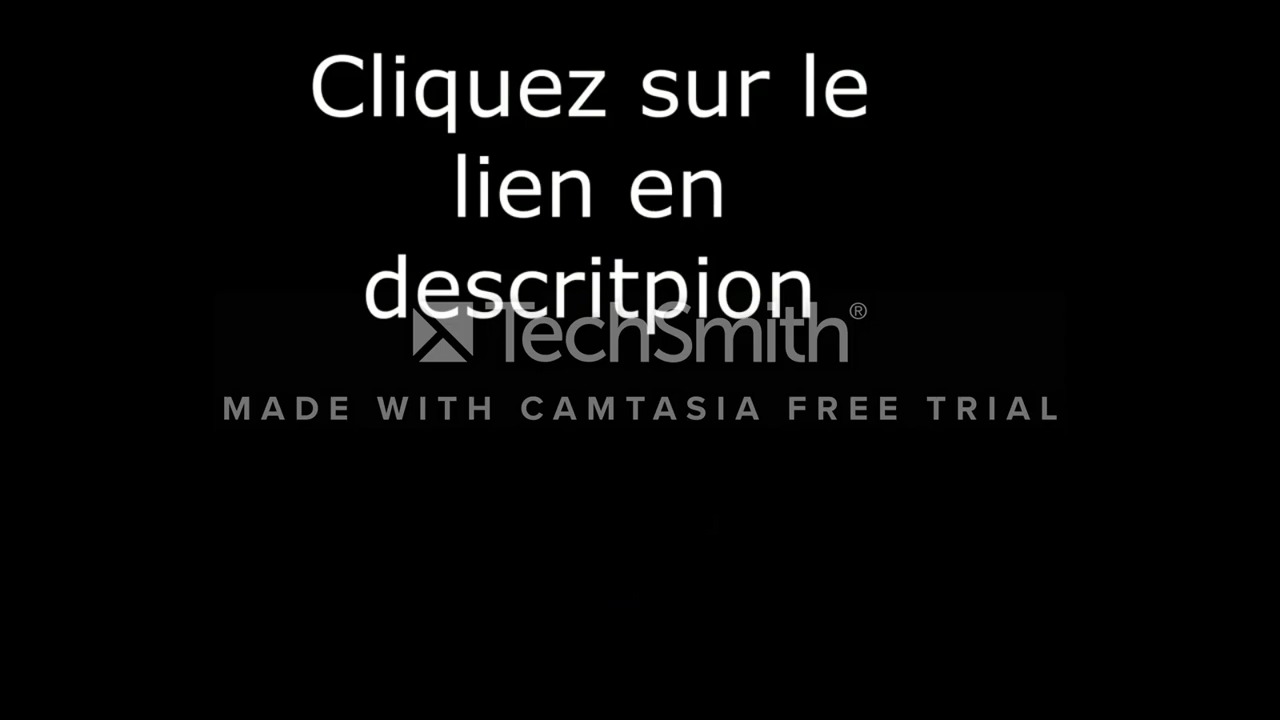 Cliquez sur le
lien en
descritpion
TechSmith®
MADE WITH CAMTASIA FREE TRIAL